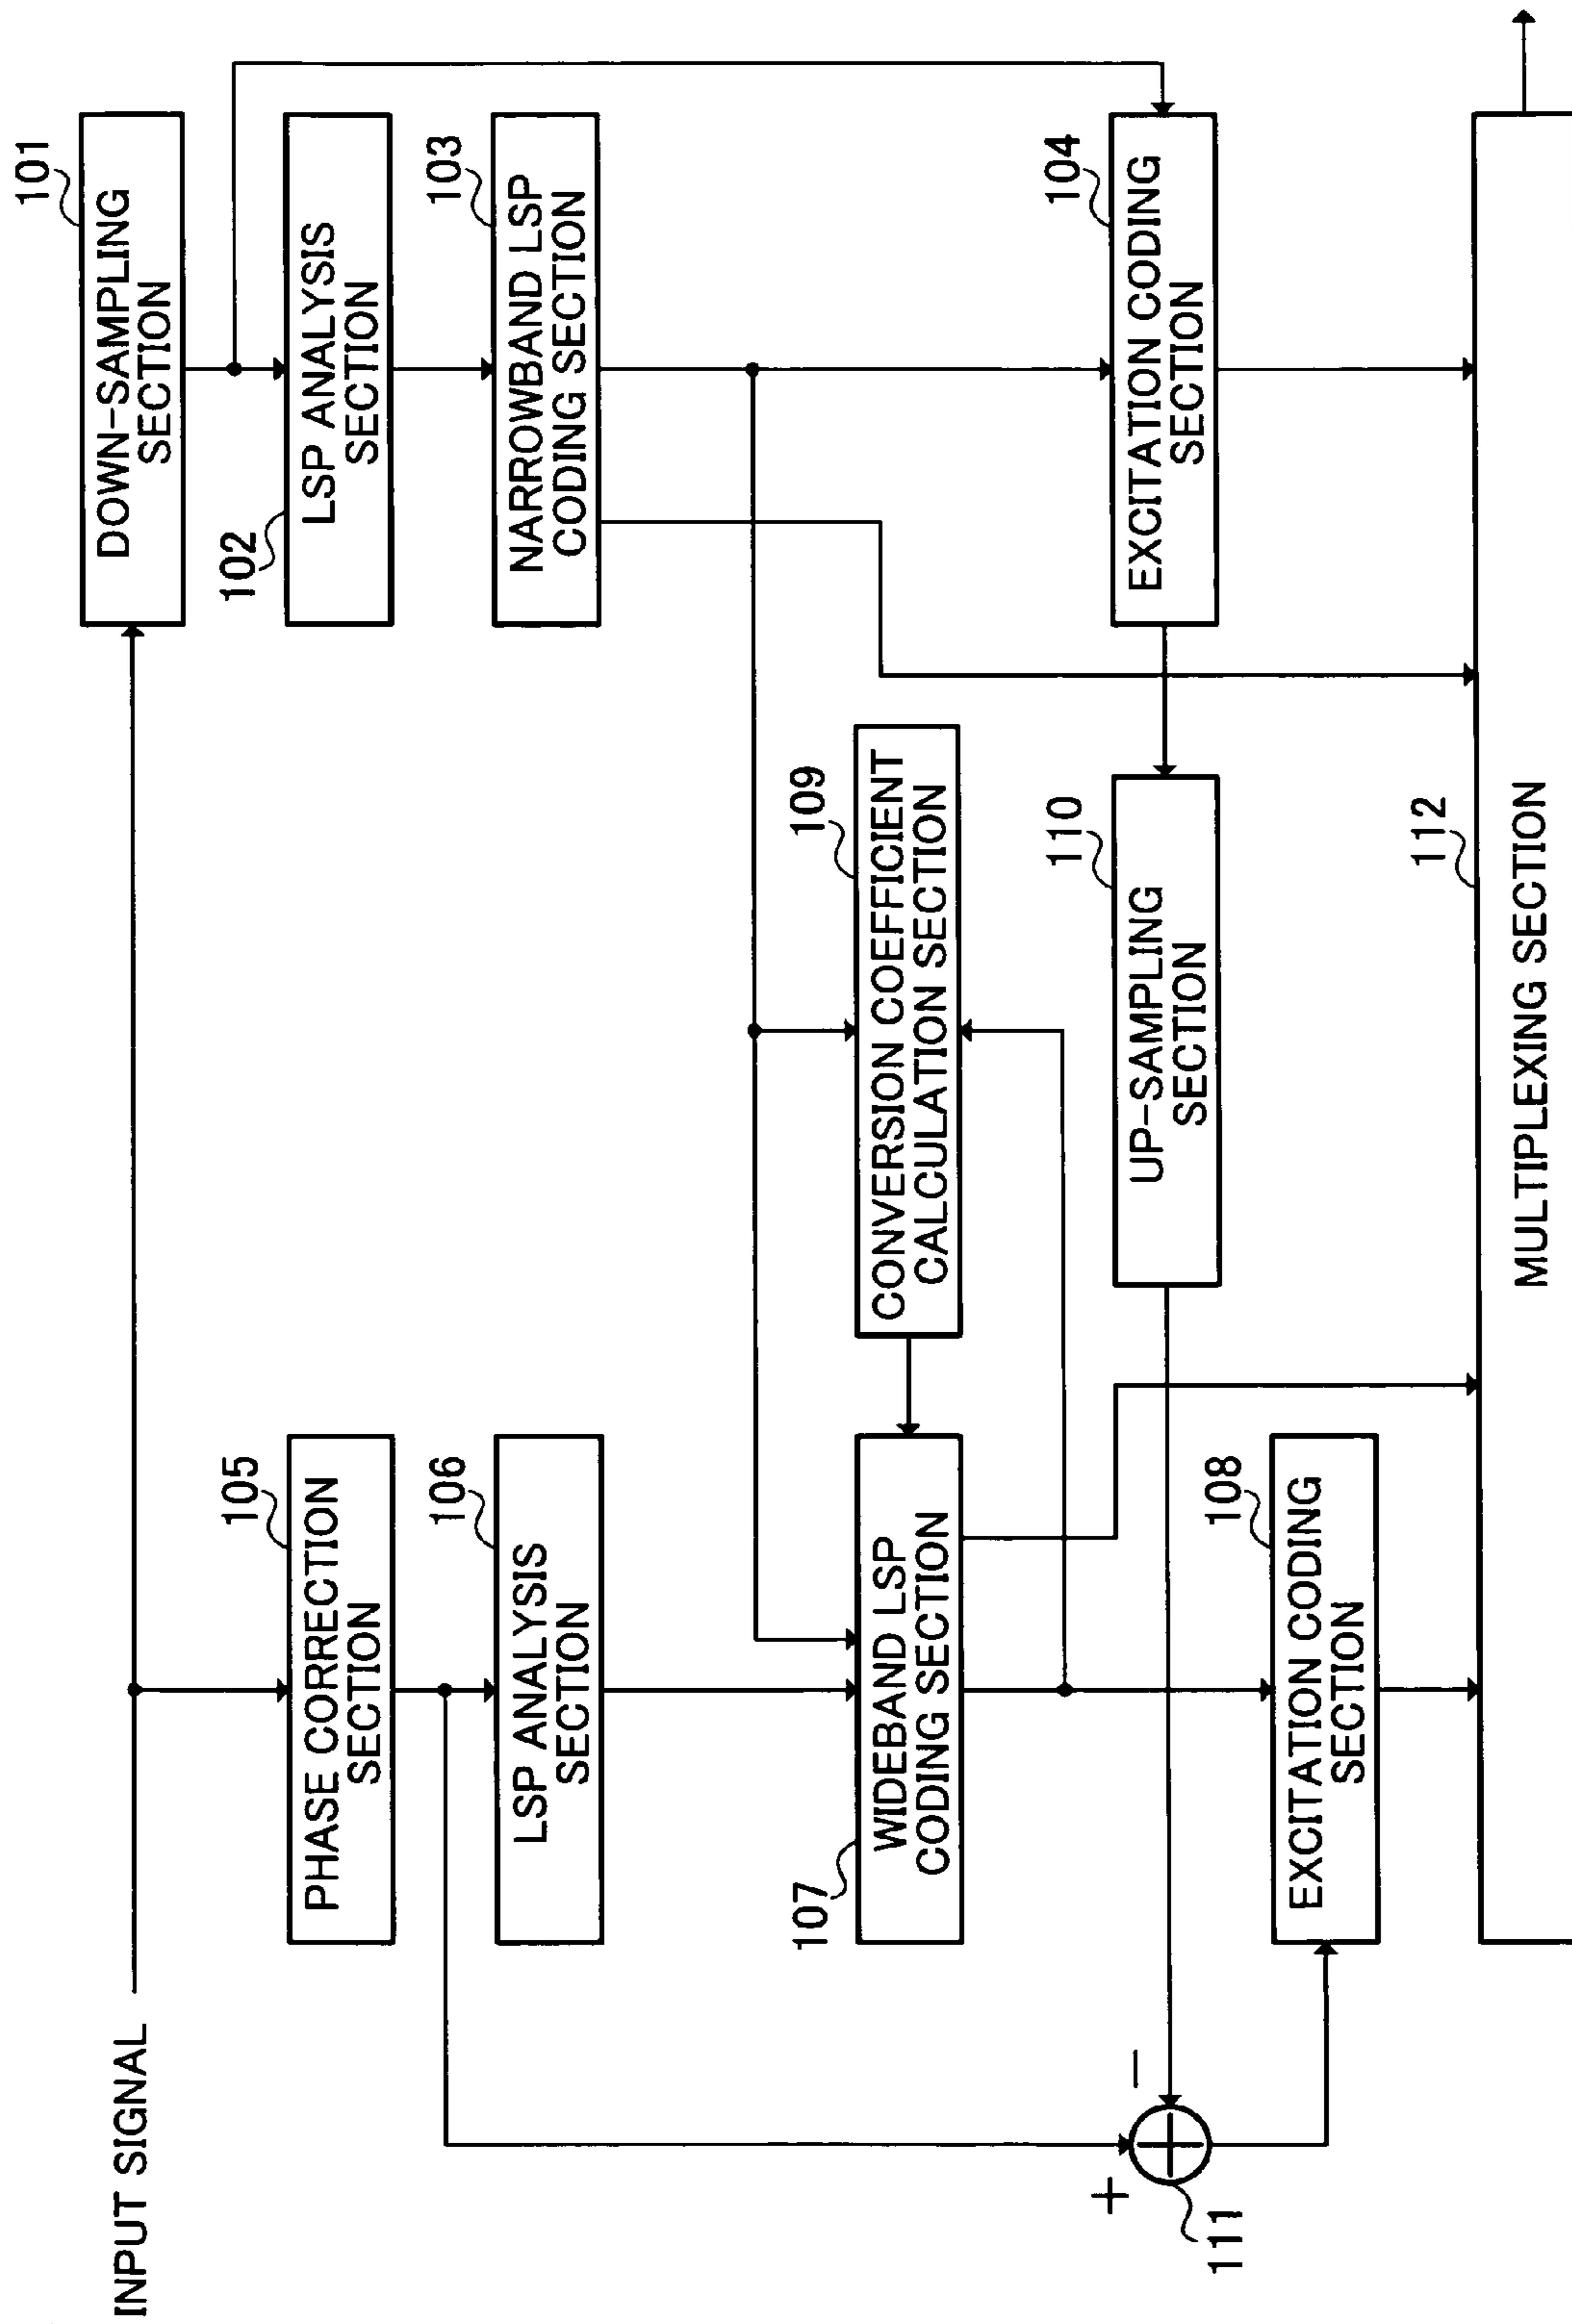 INPUT SIGNAL
101
DOWN-SAMPLING
SECTION
102
LSP ANALYSIS
SECTION
103
NARROWBAND LSP
CODING SECTION
104
EXCITATION CODING
SECTION
105
PHASE CORRECTION
SECTION
106
LSP ANALYSIS
SECTION
107
WIDEBAND LSP
CODING SECTION
108
EXCITATION CODING
SECTION
109
CONVERSION COEFFICIENT
CALCULATION SECTION
110
UP-SAMPLING
SECTION
+
−
111
112
MULTIPLEXING SECTION